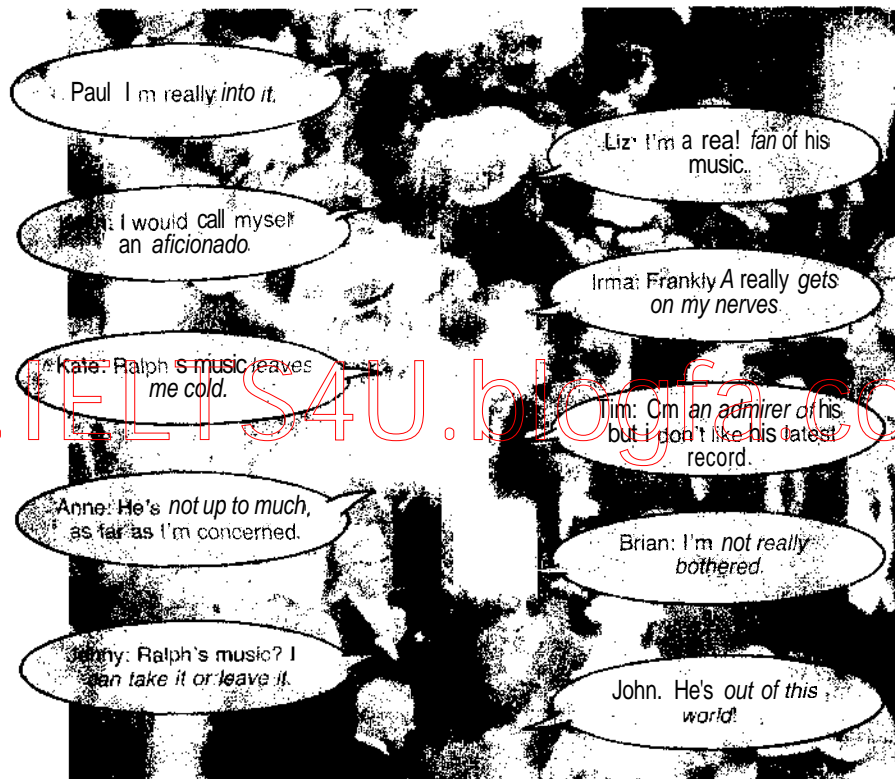 Paul I m really into it.
Liz: I'm a real fan of his
music.
I would call myself
an aficionado.
Irma: Frankly A really gets
on my nerves
Kate: Ralph s music leaves
me cold.
Tim: Cm an admirer of his
but i don't like his latest
record.
Anne: He's not up to much,
as far as I'm concerned.
Brian: I'm not really
bothered.
Jenny: Ralph's music? I
can take it or leave it.
John. He's out of this
world!
.IELTS4U.blogfa.co